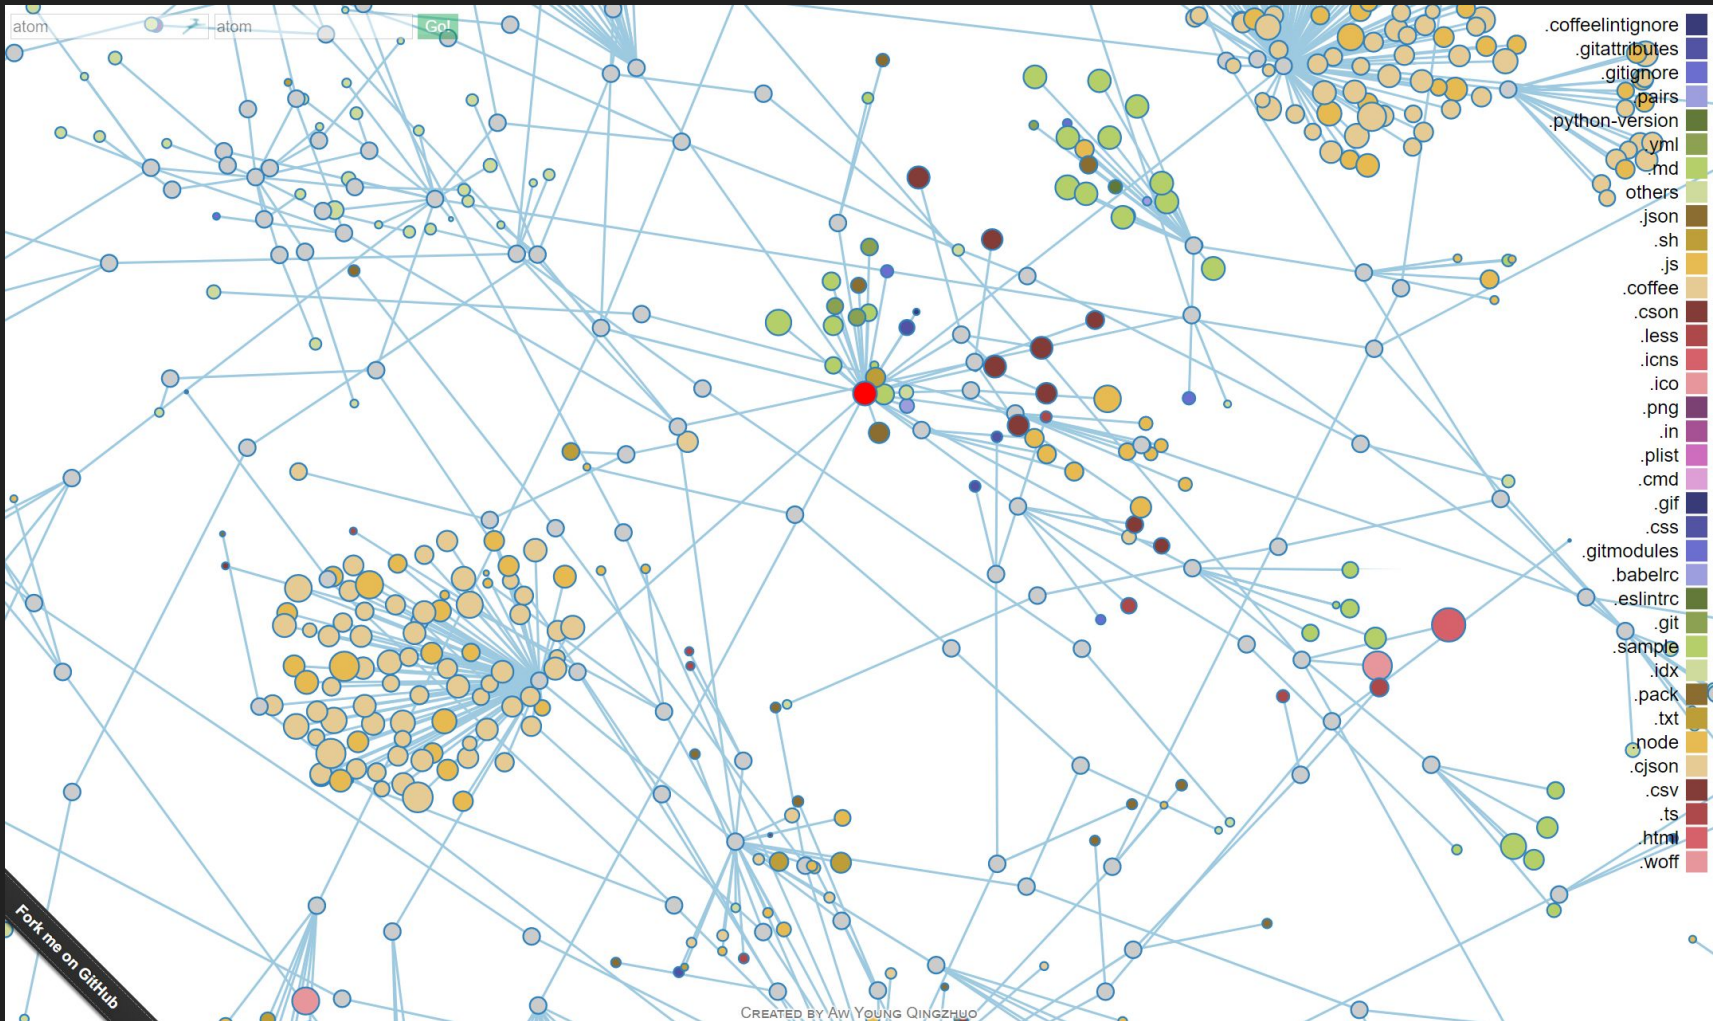 atom
atom
Go!
.coffeelintignore
.gitattributes
.gitignore
.pairs
.python-version
.yml
.md
others
.json
.sh
.js
.coffee
.cson
.less
.icns
.ico
.png
.in
.plist
.cmd
.gif
.css
.gitmodules
.babelrc
.eslintrc
.git
.sample
.idx
.pack
.txt
.node
.cjson
.csv
.ts
.html
.woff
Fork me on GitHub
Created by Aw Young Qingzhuo